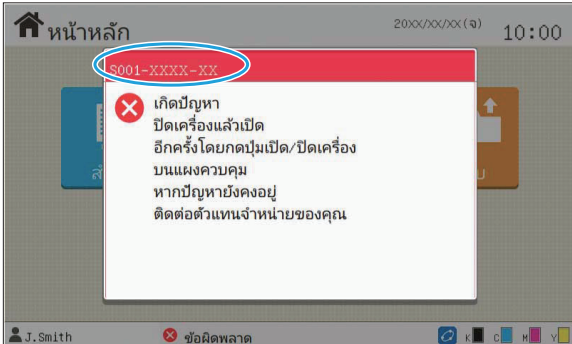 หน้าหลัก
20XX/XX/XX(จ)
10:00
S001-XXXX-XX
เกิดปัญหา
ปิดเครื่องแล้วเปิด
อีกครั้งโดยกดปุ่มเปิด/ปิดเครื่อง
บนแผงควบคุม
หากปัญหายังคงอยู่
ติดต่อตัวแทนจำหน่ายของคุณ
J.Smith
ข้อผิดพลาด
K C M Y